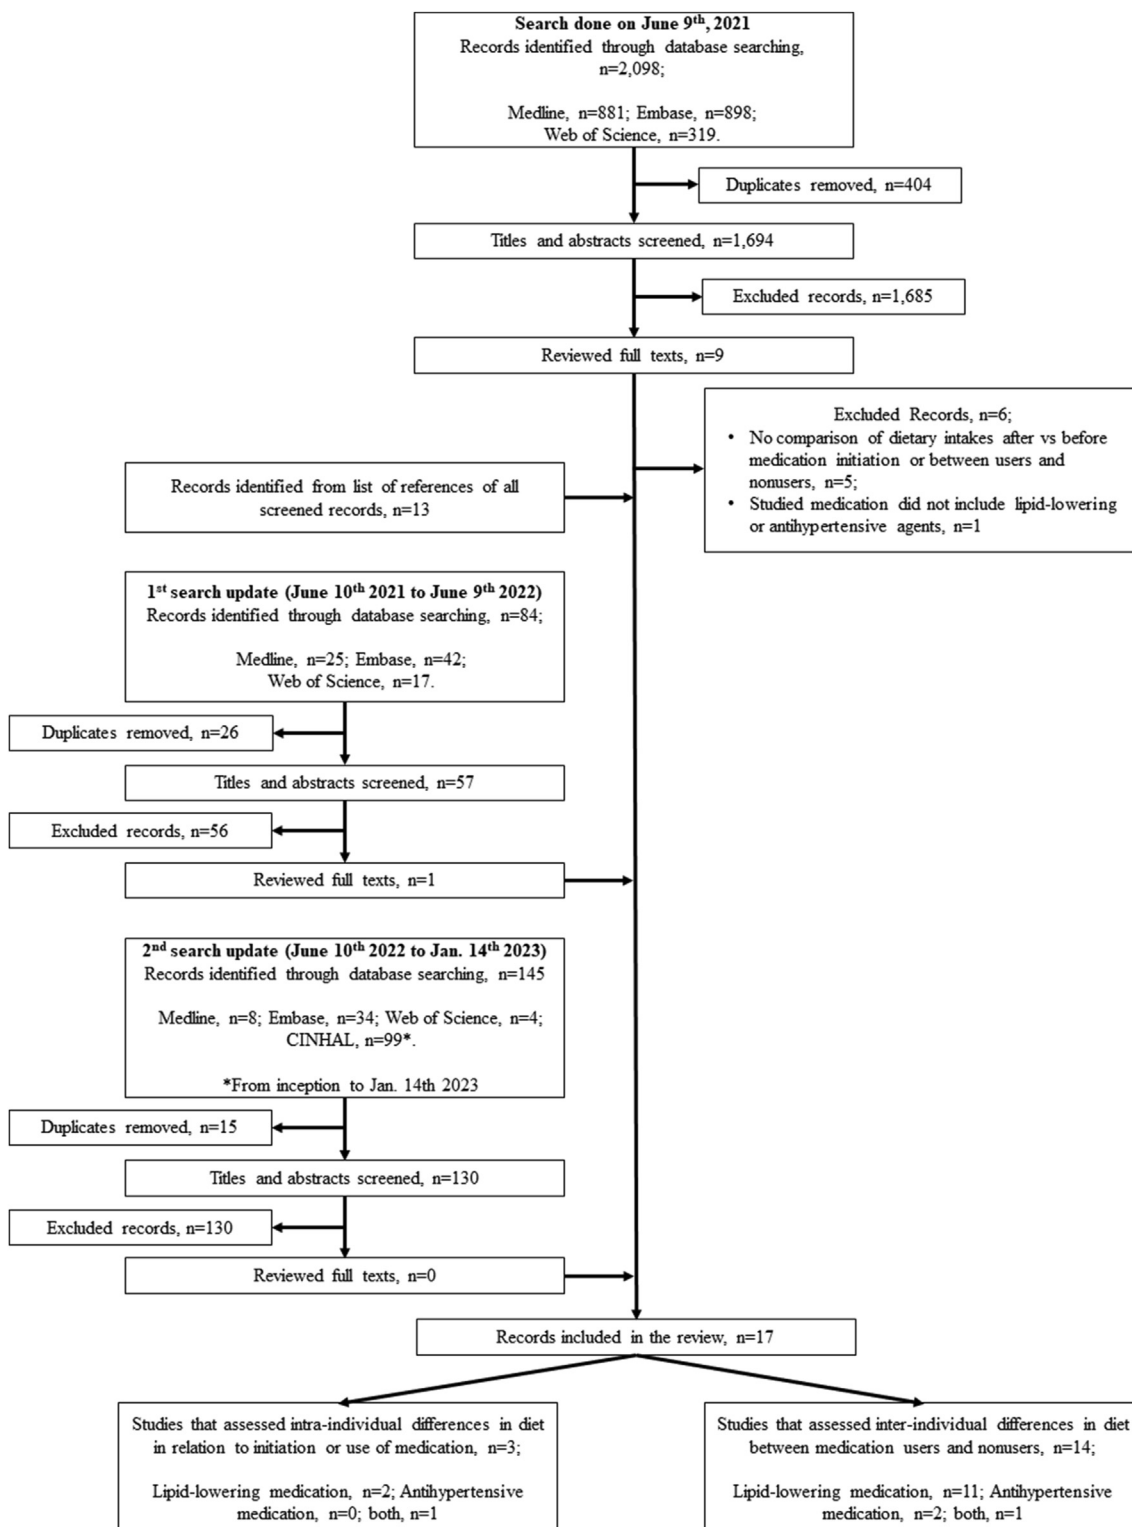 Search done on June 9th, 2021
Records identified through database searching,
n=2,098;
Medline, n=881; Embase, n=898;
Web of Science, n=319.
Duplicates removed, n=404
Titles and abstracts screened, n=1,694
Excluded records, n=1,685
Reviewed full texts, n=9
Excluded Records, n=6;
• No comparison of dietary intakes after vs before
medication initiation or between users and
nonusers, n=5;
• Studied medication did not include lipid-lowering
or antihypertensive agents, n=1
Records identified from list of references of all
screened records, n=13
1st search update (June 10th 2021 to June 9th 2022)
Records identified through database searching, n=84;
Medline, n=25; Embase, n=42;
Web of Science, n=17.
Duplicates removed, n=26
Titles and abstracts screened, n=57
Excluded records, n=56
Reviewed full texts, n=1
2nd search update (June 10th 2022 to Jan. 14th 2023)
Records identified through database searching, n=145
Medline, n=8; Embase, n=34; Web of Science, n=4;
CINHAL, n=99*.
*From inception to Jan. 14th 2023
Duplicates removed, n=15
Titles and abstracts screened, n=130
Excluded records, n=130
Reviewed full texts, n=0
Records included in the review, n=17
Studies that assessed intra-individual differences in diet
in relation to initiation or use of medication, n=3;
Lipid-lowering medication, n=2; Antihypertensive
medication, n=0; both, n=1
Studies that assessed inter-individual differences in diet
between medication users and nonusers, n=14;
Lipid-lowering medication, n=11; Antihypertensive
medication, n=2; both, n=1